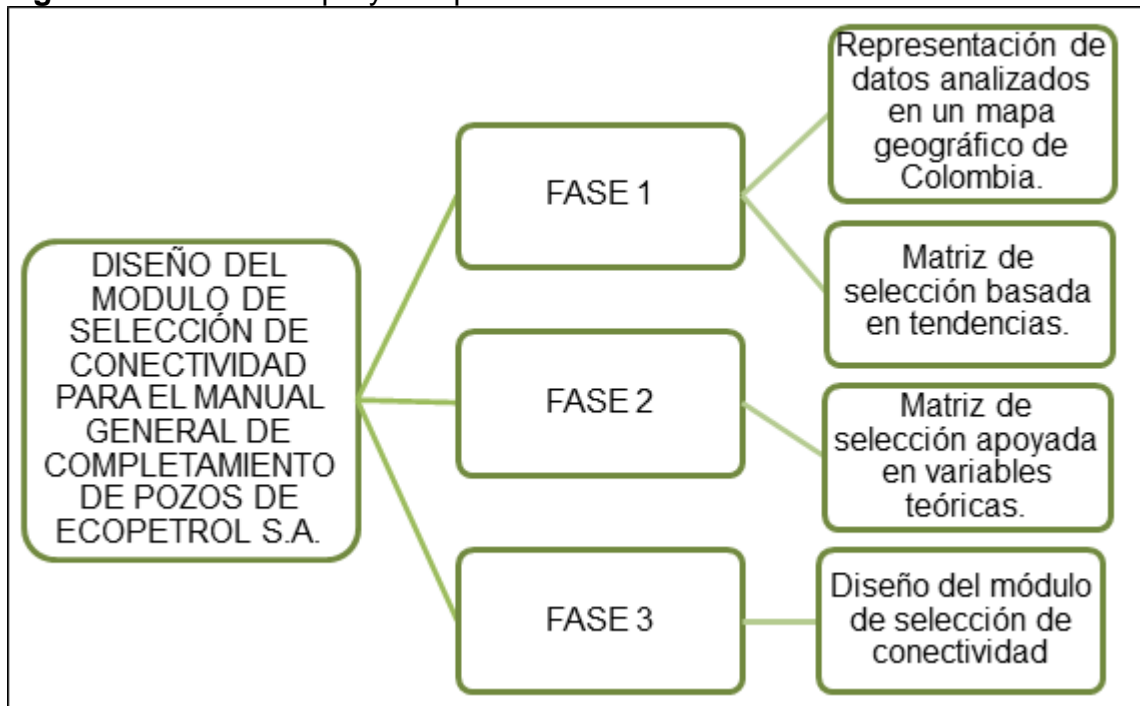 DISEÑO DEL
MODULO DE
SELECCIÓN DE
CONECTIVIDAD
PARA EL MANUAL
GENERAL DE
COMPLETAMIENTO
DE POZOS DE
ECOPETROL S.A.
FASE 1
Representación de
datos analizados
en un mapa
geográfico de
Colombia.
Matriz de
selección basada
en tendencias.
FASE 2
Matriz de
selección apoyada
en variables
teóricas.
FASE 3
Diseño del módulo
de selección de
conectividad